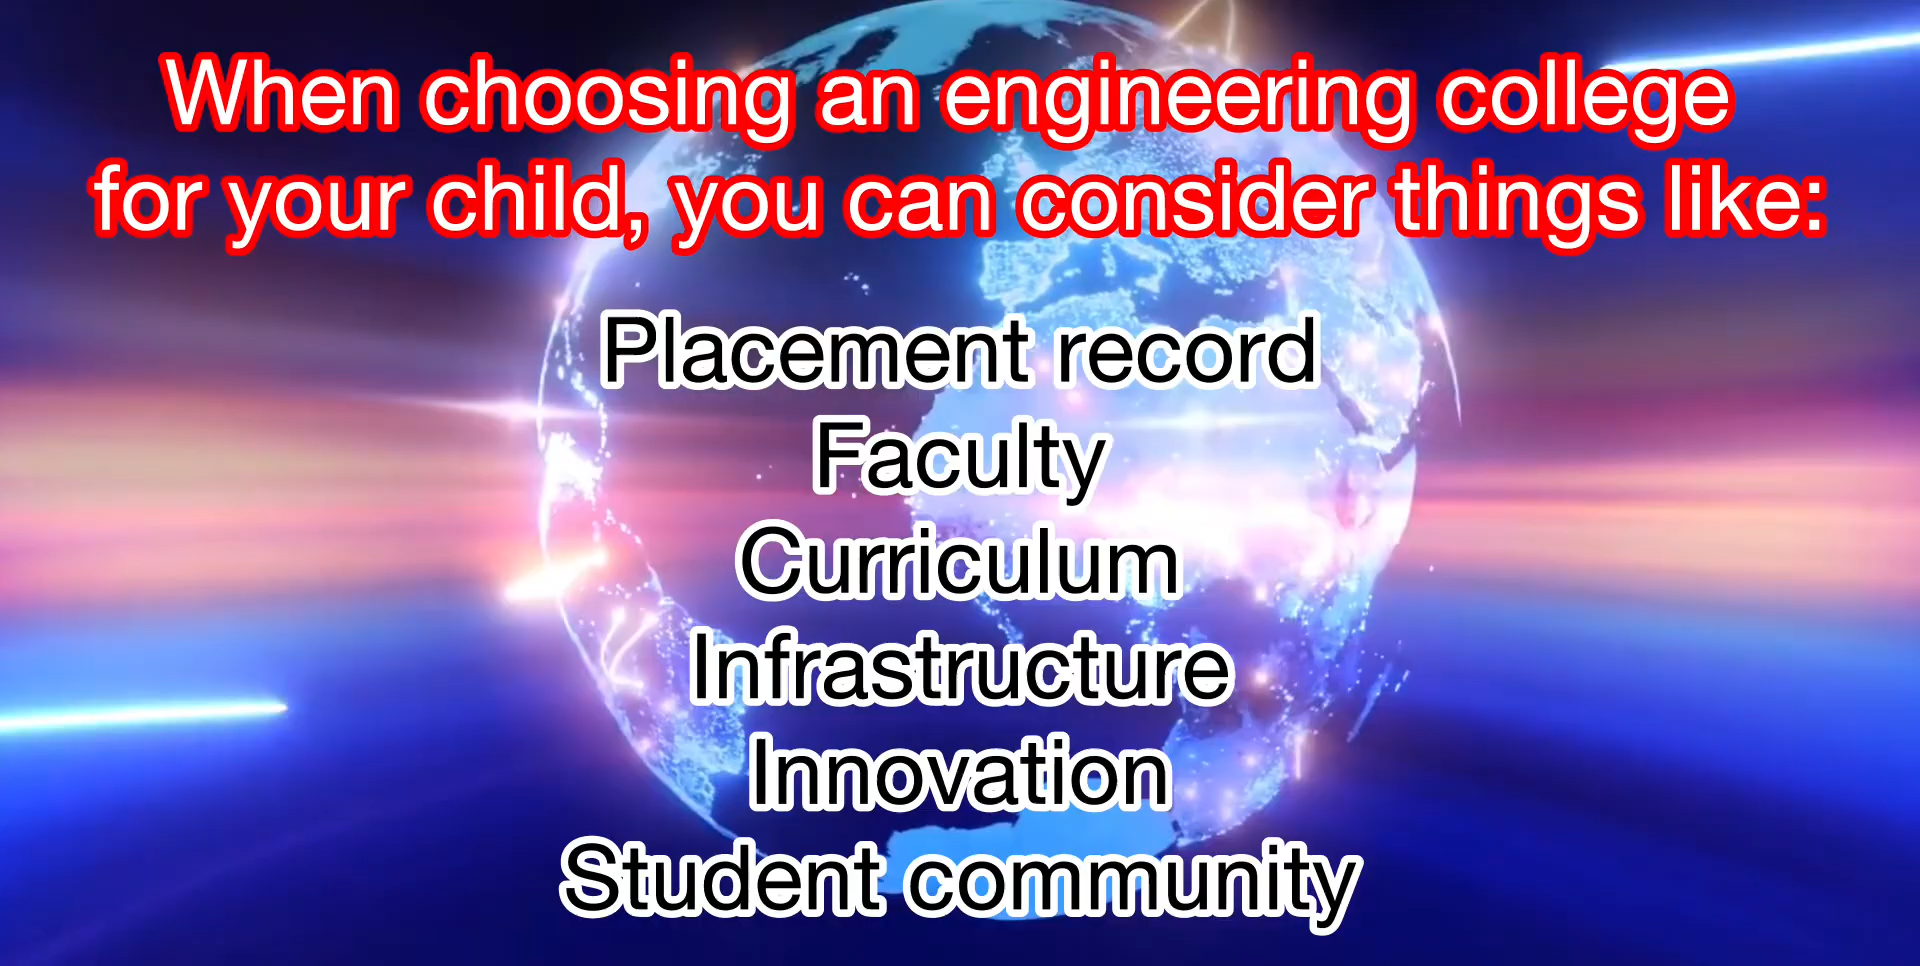 When choosing an engineering college
for your child, you can consider things like:
Placement record
Faculty
Curriculum
Infrastructure
Innovation
Student community